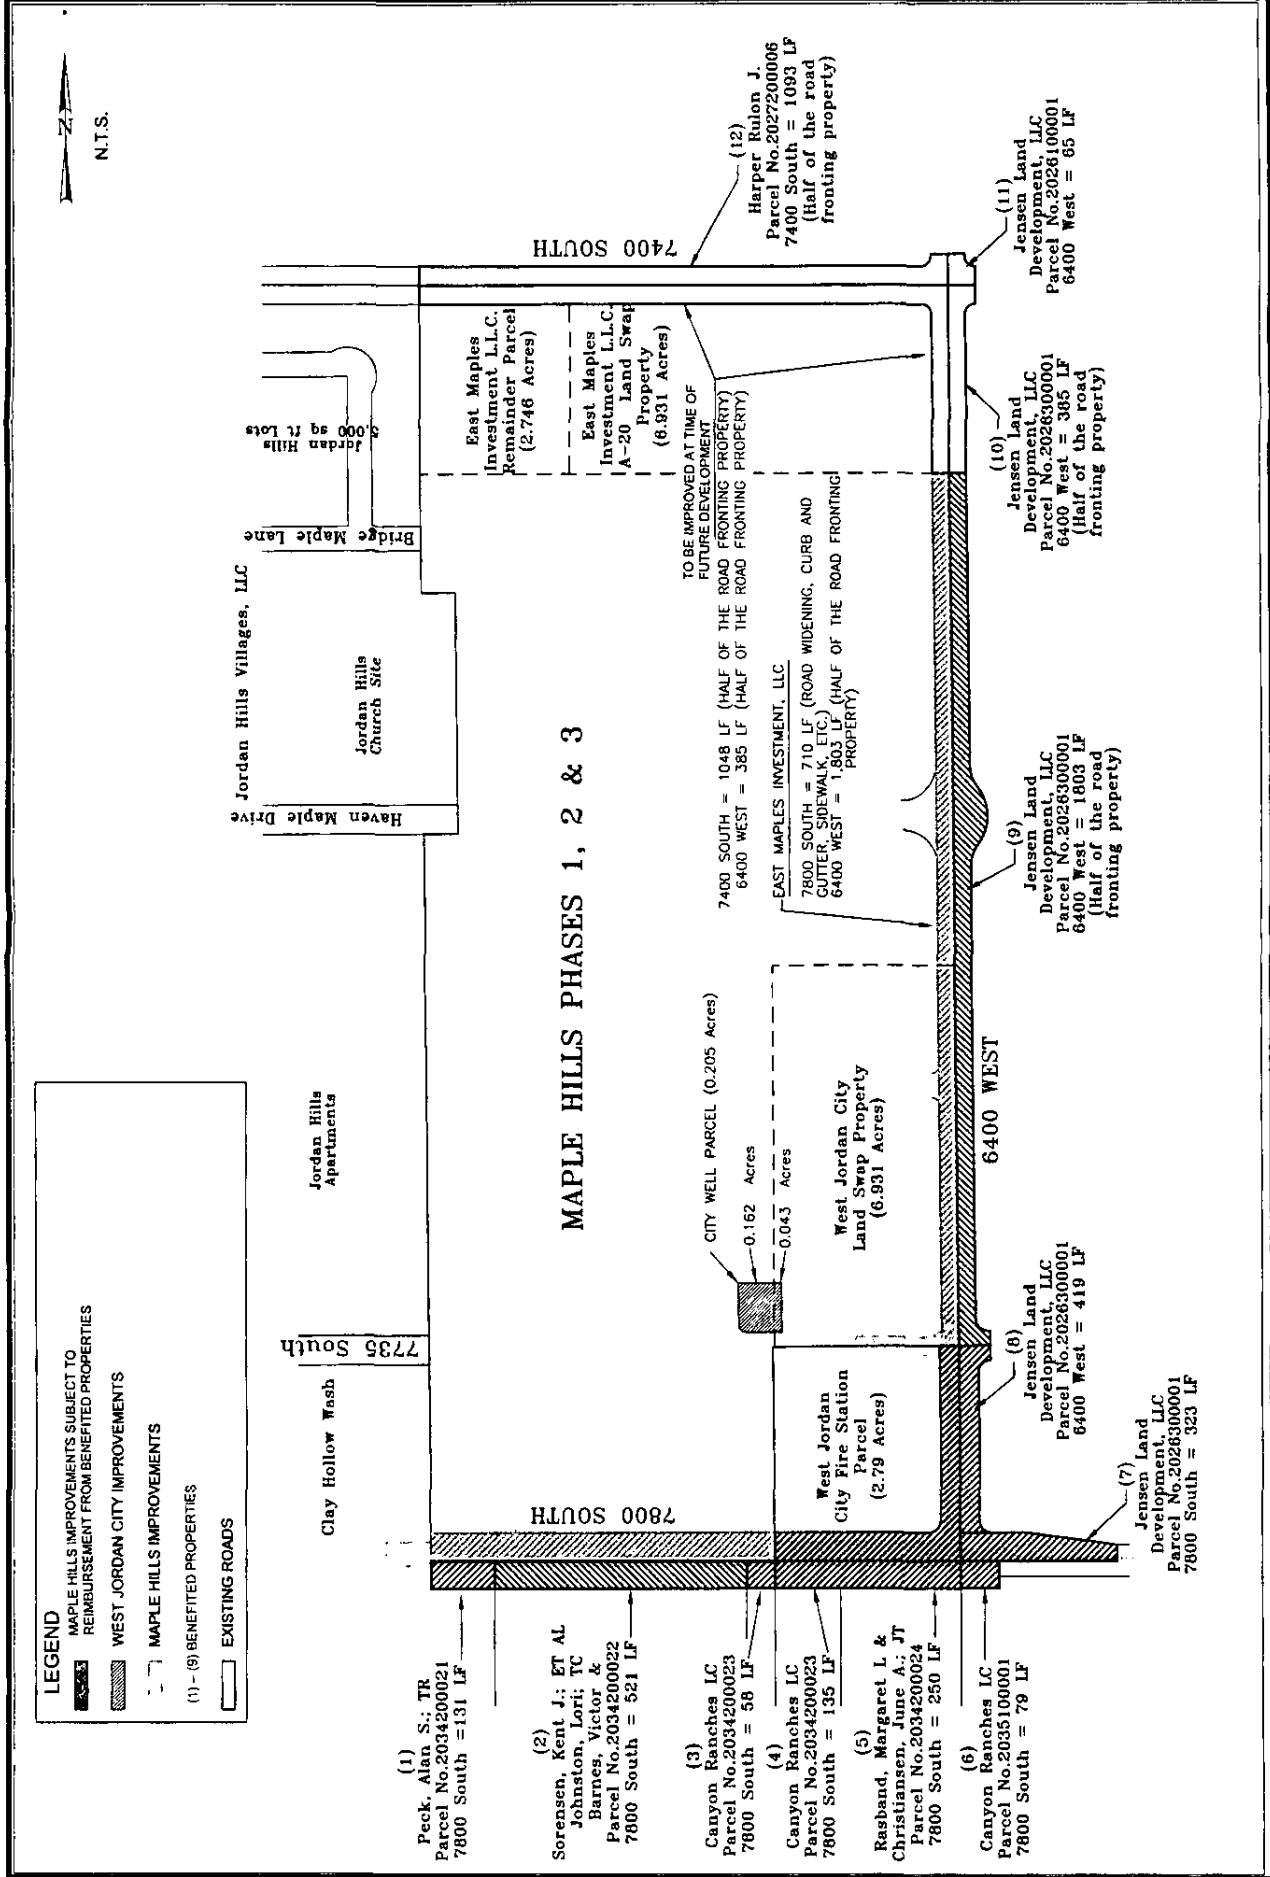 LEGEND
MAPLE HILLS IMPROVEMENTS SUBJECT TO
REIMBURSEMENT FROM BENEFITED PROPERTIES
WEST JORDAN CITY IMPROVEMENTS
MAPLE HILLS IMPROVEMENTS
(1) - (9) BENEFITED PROPERTIES
EXISTING ROADS
N
N.T.S.
Clay Hollow Wash
7735 South
Jordan Hills
Apartments
Haven Maple Drive
Jordan Hills Villages, LLC
Jordan Hills
Church Site
Bridge Maple Lane
Jordan Hills
5,000 sq ft Lots
MAPLE HILLS PHASES 1, 2 & 3
East Maples
Investment L.L.C.
Remainder Parcel
(2.746 Acres)
East Maples
Investment L.L.C.
A-20 Land Swap
Property
(6.931 Acres)
7400 SOUTH
7800 SOUTH
6400 WEST
TO BE IMPROVED AT TIME OF
FUTURE DEVELOPMENT
7400 SOUTH = 1048 LF (HALF OF THE ROAD FRONTING PROPERTY)
6400 WEST = 385 LF (HALF OF THE ROAD FRONTING PROPERTY)
EAST MAPLES INVESTMENT, LLC
7800 SOUTH = 710 LF (ROAD WIDENING, CURB AND
GUTTER, SIDEWALK, ETC.)
6400 WEST = 1,803 LF (HALF OF THE ROAD FRONTING
PROPERTY)
CITY WELL PARCEL (0.205 Acres)
0.162 Acres
0.043 Acres
West Jordan City
Land Swap Property
(6.931 Acres)
West Jordan
City Fire Station
Parcel
(2.79 Acres)
(1)
Peck, Alan S.; TR
Parcel No.2034200021
7800 South =131 LF
(2)
Sorensen, Kent J.; ET AL
Johnston, Lori; TC
Barnes, Victor &
Parcel No.2034200022
7800 South = 521 LF
(3)
Canyon Ranches LC
Parcel No.2034200023
7800 South = 58 LF
(4)
Canyon Ranches LC
Parcel No.2034200023
7800 South = 135 LF
(5)
Rasband, Margaret L &
Christiansen, June A.; JT
Parcel No.2034200024
7800 South = 250 LF
(6)
Canyon Ranches LC
Parcel No.2035100001
7800 South = 79 LF
(7)
Jensen Land
Development, LLC
Parcel No.2026300001
7800 South = 323 LF
(8)
Jensen Land
Development, LLC
Parcel No.2026300001
6400 West = 419 LF
(9)
Jensen Land
Development, LLC
Parcel No.2026300001
6400 West = 1803 LF
(Half of the road
fronting property)
(10)
Jensen Land
Development, LLC
Parcel No.2026300001
6400 West = 385 LF
(Half of the road
fronting property)
(11)
Jensen Land
Development, LLC
Parcel No.2026100001
6400 West = 65 LF
(12)
Harper Rulon J.
Parcel No.2027200006
7400 South = 1093 LF
(Half of the road
fronting property)